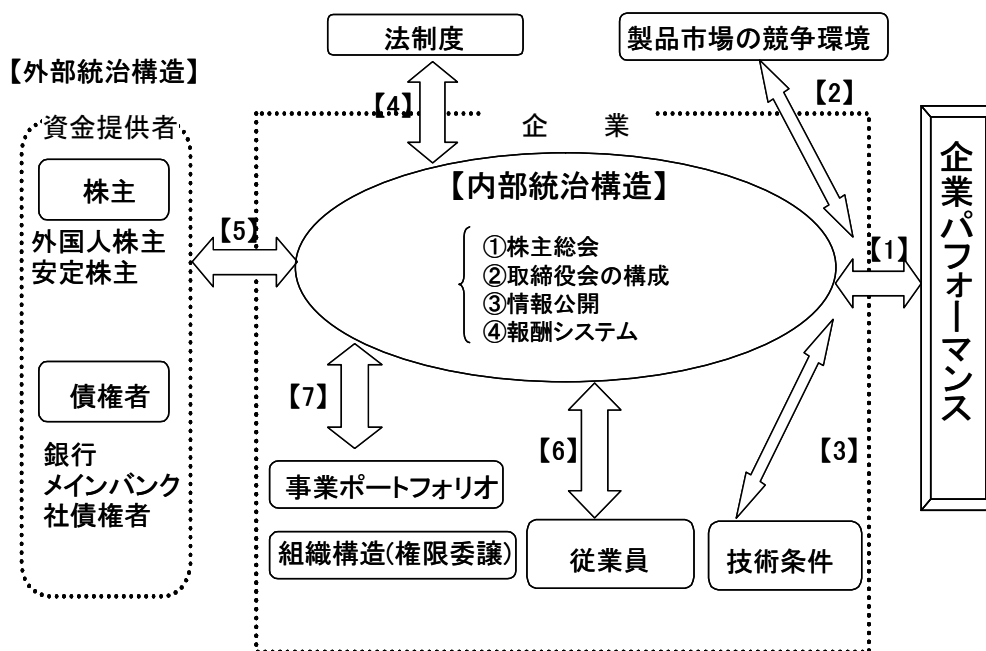 法制度
製品市場の競争環境
【外部統治構造】
【4】
【2】
企　業
資金提供者
株主
外国人株主
安定株主
【5】
【内部統治構造】
①株主総会
②取締役会の構成
③情報公開
④報酬システム
【1】
企業パフォーマンス
債権者
銀行
メインバンク
社債権者
【7】
【6】
【3】
事業ポートフォリオ
組織構造(権限委譲)
従業員
技術条件